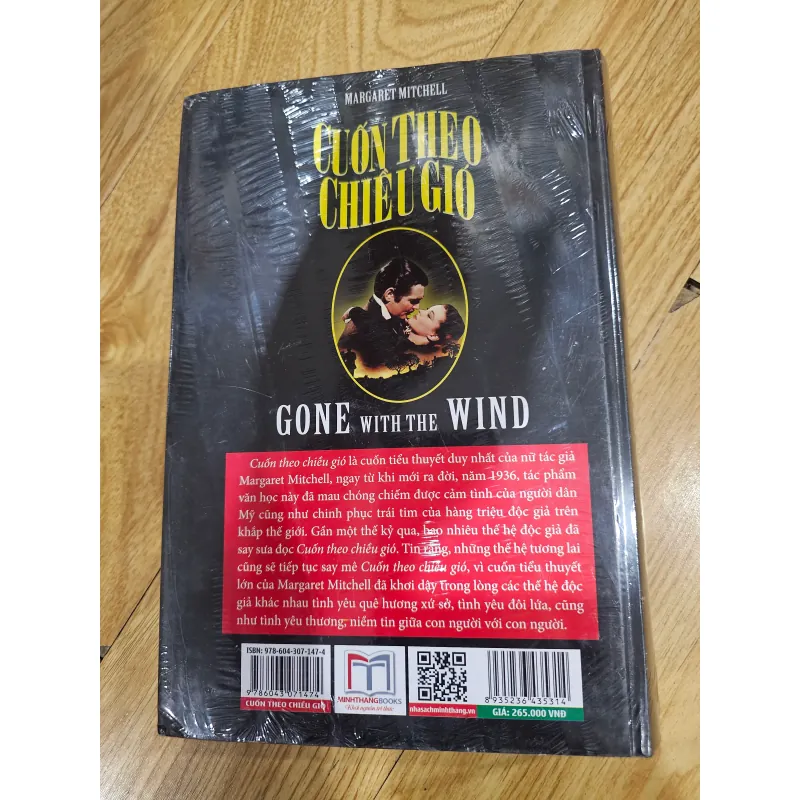 MARGARET MITCHELL
CUỐN THEO
CHIỀU GIÓ
GONE WITH THE WIND
Cuốn theo chiều gió là cuốn tiểu thuyết duy nhất của nữ tác giả
Margaret Mitchell, ngay từ khi mới ra đời, năm 1936, tác phẩm
văn học này đã mau chóng chiếm được cảm tình của người dân
Mỹ cũng như chinh phục trái tim của hàng triệu độc giả trên
khắp thế giới. Gần một thế kỷ qua, bao nhiêu thế hệ độc giả đã
say sưa đọc Cuốn theo chiều gió. Tin rằng, những thế hệ tương lai
cũng sẽ tiếp tục say mê Cuốn theo chiều gió, vì cuốn tiểu thuyết
lớn của Margaret Mitchell đã khơi dậy trong lòng các thế hệ độc
giả khác nhau tình yêu quê hương xứ sở, tình yêu đôi lứa, cũng
như tình yêu thương, niềm tin giữa con người với con người.
ISBN: 978-604-307-147-4
9 786043 071474
CUỐN THEO CHIỀU GIÓ
MINHTHANGBOOKS
Khơi nguồn tri thức
nhasachminhthang.vn
8 935236 435314
GIÁ: 265.000 VNĐ